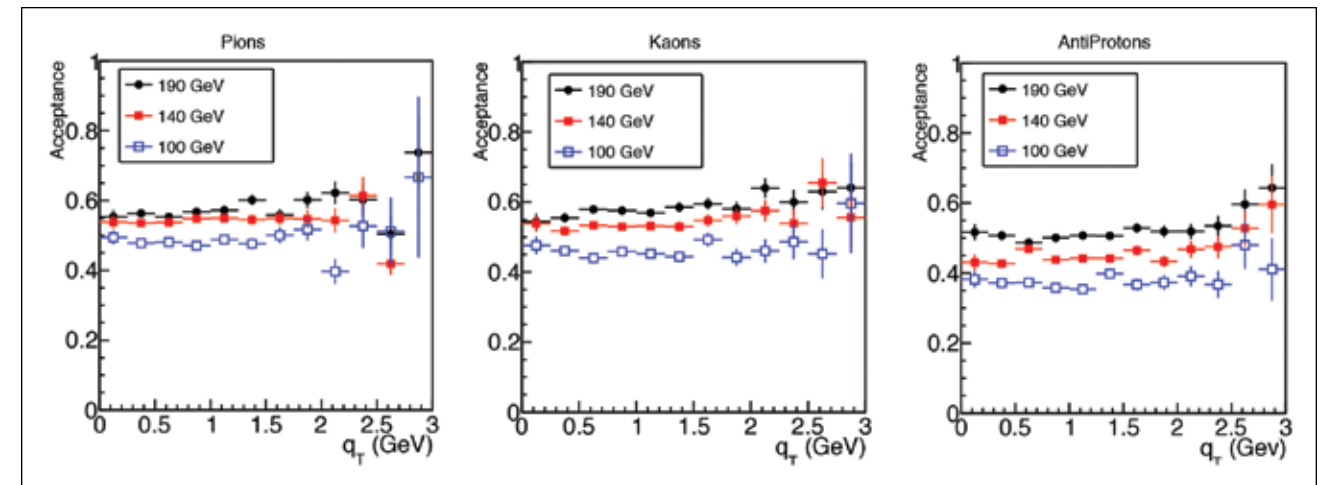 Pions
Acceptance
1
0.8
0.6
0.4
0.2
0
190 GeV
140 GeV
100 GeV
0 0.5 1 1.5 2 2.5 3
q_T (GeV)
Kaons
Acceptance
1
0.8
0.6
0.4
0.2
0
190 GeV
140 GeV
100 GeV
0 0.5 1 1.5 2 2.5 3
q_T (GeV)
AntiProtons
Acceptance
1
0.8
0.6
0.4
0.2
0
190 GeV
140 GeV
100 GeV
0 0.5 1 1.5 2 2.5 3
q_T (Gev)